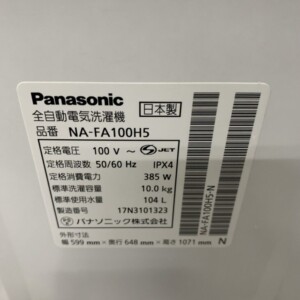 Panasonic 日本製
全自動電気洗濯機
品番 NA-FA100H5
定格電圧 100 V ～ JET
定格周波数 50/60 Hz IPX4
定格消費電力 385 W
標準洗濯容量 10.0 kg
標準使用水量 104 L
製造番号 17N3101323
パナソニック株式会社
外形寸法
幅 599 mm × 奥行 648 mm × 高さ 1071 mm N
NA-FA100H5-N